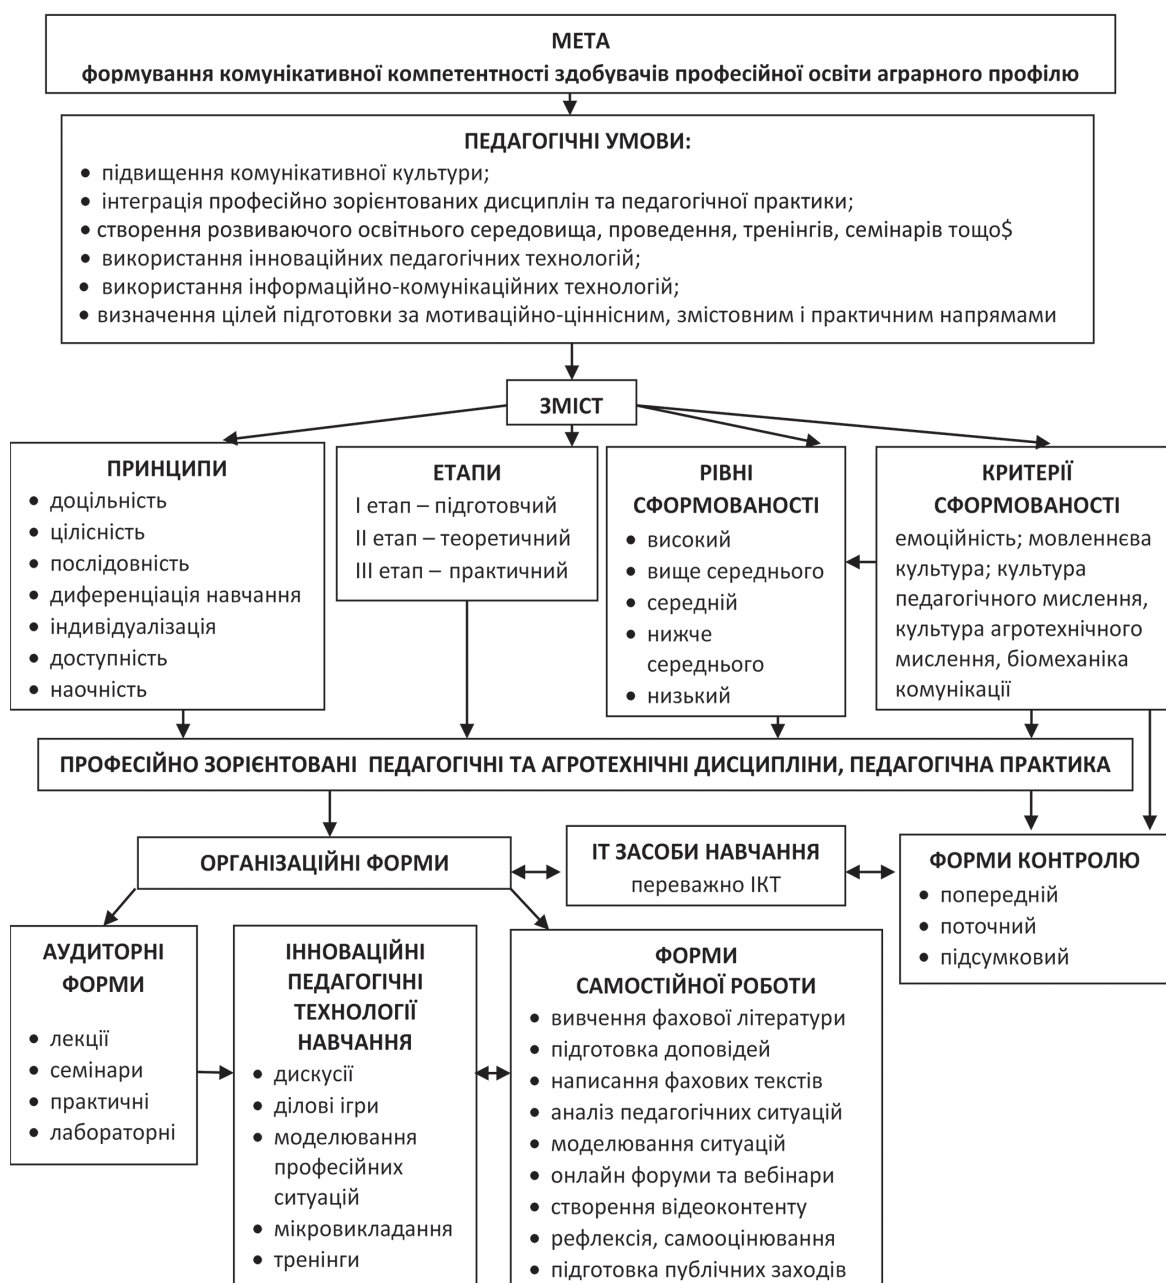 МЕТА
формування комунікативної компетентності здобувачів професійної освіти аграрного профілю
ПЕДАГОГІЧНІ УМОВИ:
• підвищення комунікативної культури;
• інтеграція професійно зорієнтованих дисциплін та педагогічної практики;
• створення розвиваючого освітнього середовища, проведення, тренінгів, семінарів тощо$
• використання інноваційних педагогічних технологій;
• використання інформаційно-комунікаційних технологій;
• визначення цілей підготовки за мотиваційно-ціннісним, змістовним і практичним напрямами
ЗМІСТ
ПРИНЦИПИ
• доцільність
• цілісність
• послідовність
• диференціація навчання
• індивідуалізація
• доступність
• наочність
ЕТАПИ
І етап – підготовчий
ІІ етап – теоретичний
ІІІ етап – практичний
РІВНІ
СФОРМОВАНОСТІ
• високий
• вище середнього
• середній
• нижче
середнього
• низький
КРИТЕРІЇ
СФОРМОВАНОСТІ
емоційність; мовленнєва
культура; культура
педагогічного мислення,
культура агротехнічного
мислення, біомеханіка
комунікації
ПРОФЕСІЙНО ЗОРІЄНТОВАНІ ПЕДАГОГІЧНІ ТА АГРОТЕХНІЧНІ ДИСЦИПЛІНИ, ПЕДАГОГІЧНА ПРАКТИКА
ОРГАНІЗАЦІЙНІ ФОРМИ
ІТ ЗАСОБИ НАВЧАННЯ
переважно ІКТ
ФОРМИ КОНТРОЛЮ
• попередній
• поточний
• підсумковий
АУДИТОРНІ
ФОРМИ
• лекції
• семінари
• практичні
• лабораторні
ІННОВАЦІЙНІ
ПЕДАГОГІЧНІ
ТЕХНОЛОГІЇ
НАВЧАННЯ
• дискусії
• ділові ігри
• моделювання
професійних
ситуацій
• мікровикладання
• тренінги
ФОРМИ
САМОСТІЙНОЇ РОБОТИ
• вивчення фахової літератури
• підготовка доповідей
• написання фахових текстів
• аналіз педагогічних ситуацій
• моделювання ситуацій
• онлайн форуми та вебінари
• створення відеоконтенту
• рефлексія, самооцінювання
• підготовка публічних заходів